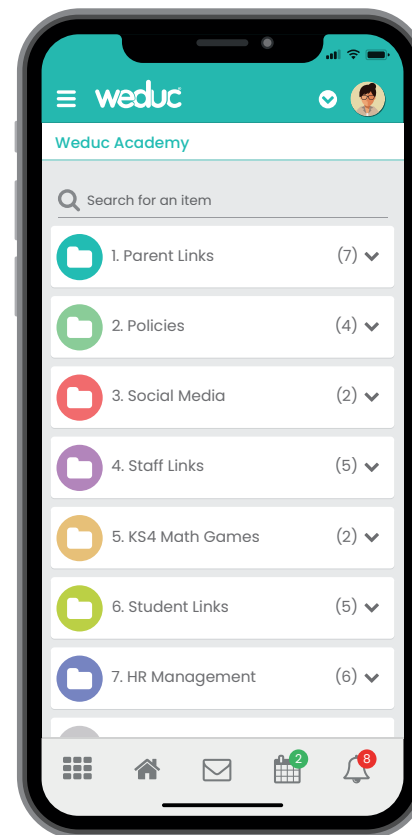 weduc
Weduc Academy
Search for an item
1. Parent Links (7)
2. Policies (4)
3. Social Media (2)
4. Staff Links (5)
5. KS4 Math Games (2)
6. Student Links (5)
7. HR Management (6)
2 8